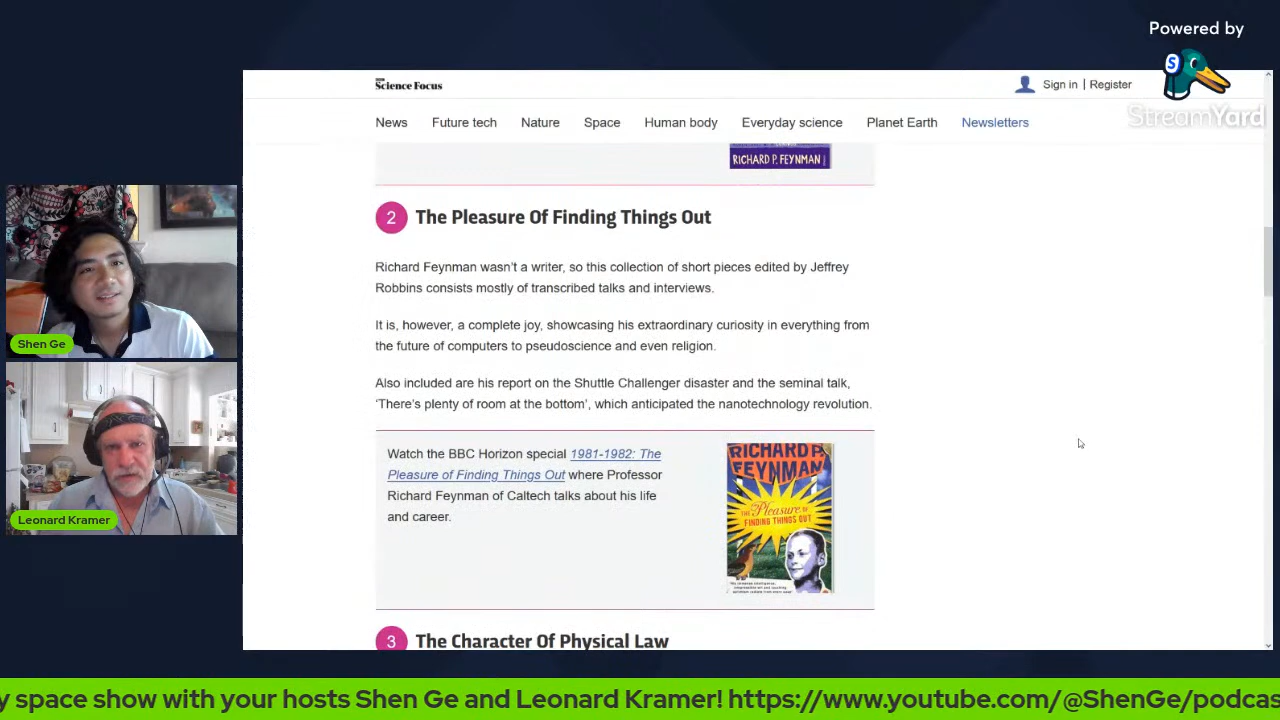 Powered by
StreamYard
Science Focus
Sign in | Register
News Future tech Nature Space Human body Everyday science Planet Earth Newsletters
RICHARD P. FEYNMAN
2 The Pleasure Of Finding Things Out
Richard Feynman wasn't a writer, so this collection of short pieces edited by Jeffrey
Robbins consists mostly of transcribed talks and interviews.
It is, however, a complete joy, showcasing his extraordinary curiosity in everything from
the future of computers to pseudoscience and even religion.
Also included are his report on the Shuttle Challenger disaster and the seminal talk,
‘There’s plenty of room at the bottom’, which anticipated the nanotechnology revolution.
Watch the BBC Horizon special 1981-1982: The
Pleasure of Finding Things Out where Professor
Richard Feynman of Caltech talks about his life
and career.
RICHARD P.
FEYNMAN
THE Pleasure OF
FINDING THINGS OUT
3 The Character Of Physical Law
Shen Ge
Leonard Kramer
y space show with your hosts Shen Ge and Leonard Kramer! https://www.youtube.com/@ShenGe/podcas